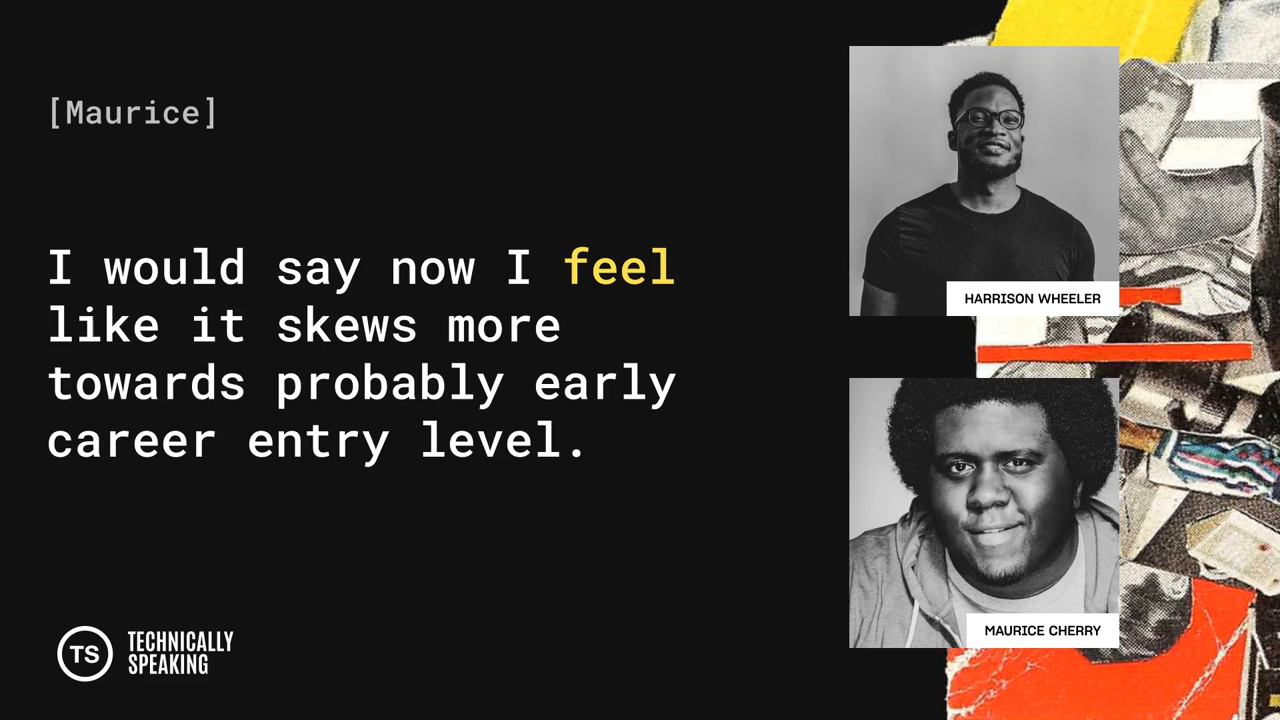 [Maurice]
I would say now I feel
like it skews more
towards probably early
career entry level.
HARRISON WHEELER
MAURICE CHERRY
TS
TECHNICALLY
SPEAKING